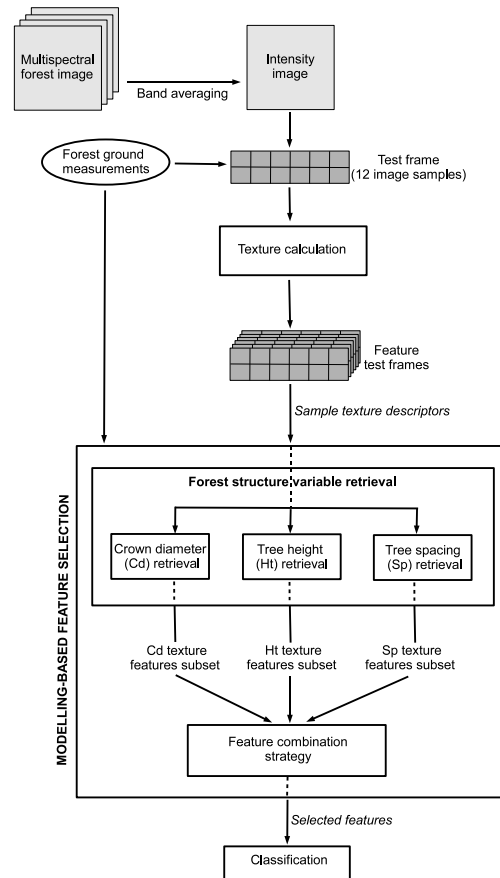 Multispectral
forest image
Intensity
image
Band averaging
Forest ground
measurements
Test frame
(12 image samples)
Texture calculation
Feature
test frames
Sample texture descriptors
MODELLING-BASED FEATURE SELECTION
Forest structure variable retrieval
Crown diameter
(Cd) retrieval
Tree height
(Ht) retrieval
Tree spacing
(Sp) retrieval
Cd texture
features subset
Ht texture
features subset
Sp texture
features subset
Feature combination
strategy
Selected features
Classification